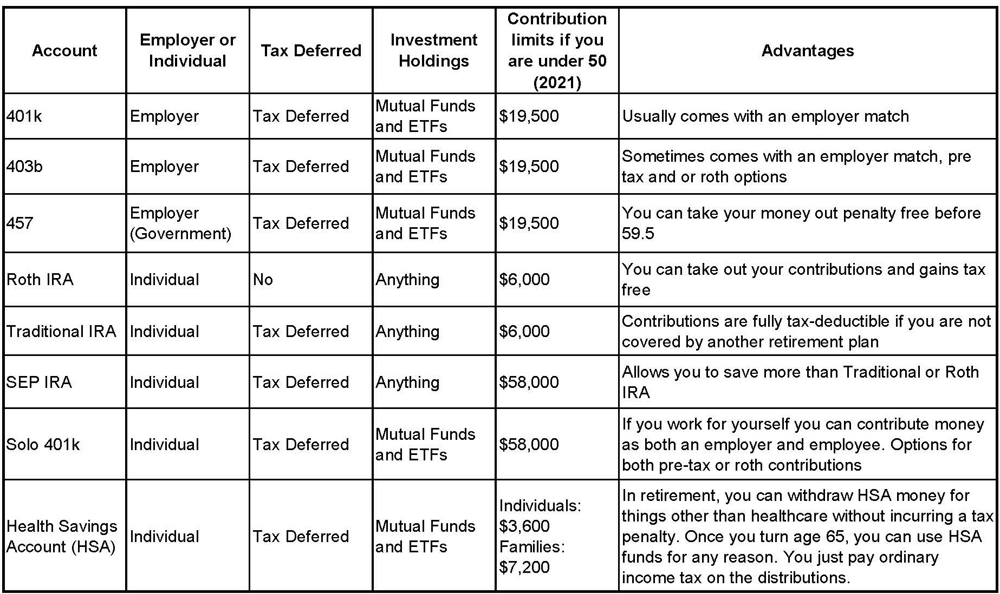 Account
Employer or
Individual
Tax Deferred
Investment
Holdings
Contribution
limits if you
are under 50
(2021)
Advantages
401k
Employer
Tax Deferred
Mutual Funds
and ETFs
$19,500
Usually comes with an employer match
403b
Employer
Tax Deferred
Mutual Funds
and ETFs
$19,500
Sometimes comes with an employer match, pre
tax and or roth options
457
Employer
(Government)
Tax Deferred
Mutual Funds
and ETFs
$19,500
You can take your money out penalty free before
59.5
Roth IRA
Individual
No
Anything
$6,000
You can take out your contributions and gains tax
free
Traditional IRA
Individual
Tax Deferred
Anything
$6,000
Contributions are fully tax-deductible if you are not
covered by another retirement plan
SEP IRA
Individual
Tax Deferred
Anything
$58,000
Allows you to save more than Traditional or Roth
IRA
Solo 401k
Individual
Tax Deferred
Mutual Funds
and ETFs
$58,000
If you work for yourself you can contribute money
as both an employer and employee. Options for
both pre-tax or roth contributions
Health Savings
Account (HSA)
Individual
Tax Deferred
Mutual Funds
and ETFs
Individuals:
$3,600
Families:
$7,200
In retirement, you can withdraw HSA money for
things other than healthcare without incurring a tax
penalty. Once you turn age 65, you can use HSA
funds for any reason. You just pay ordinary
income tax on the distributions.